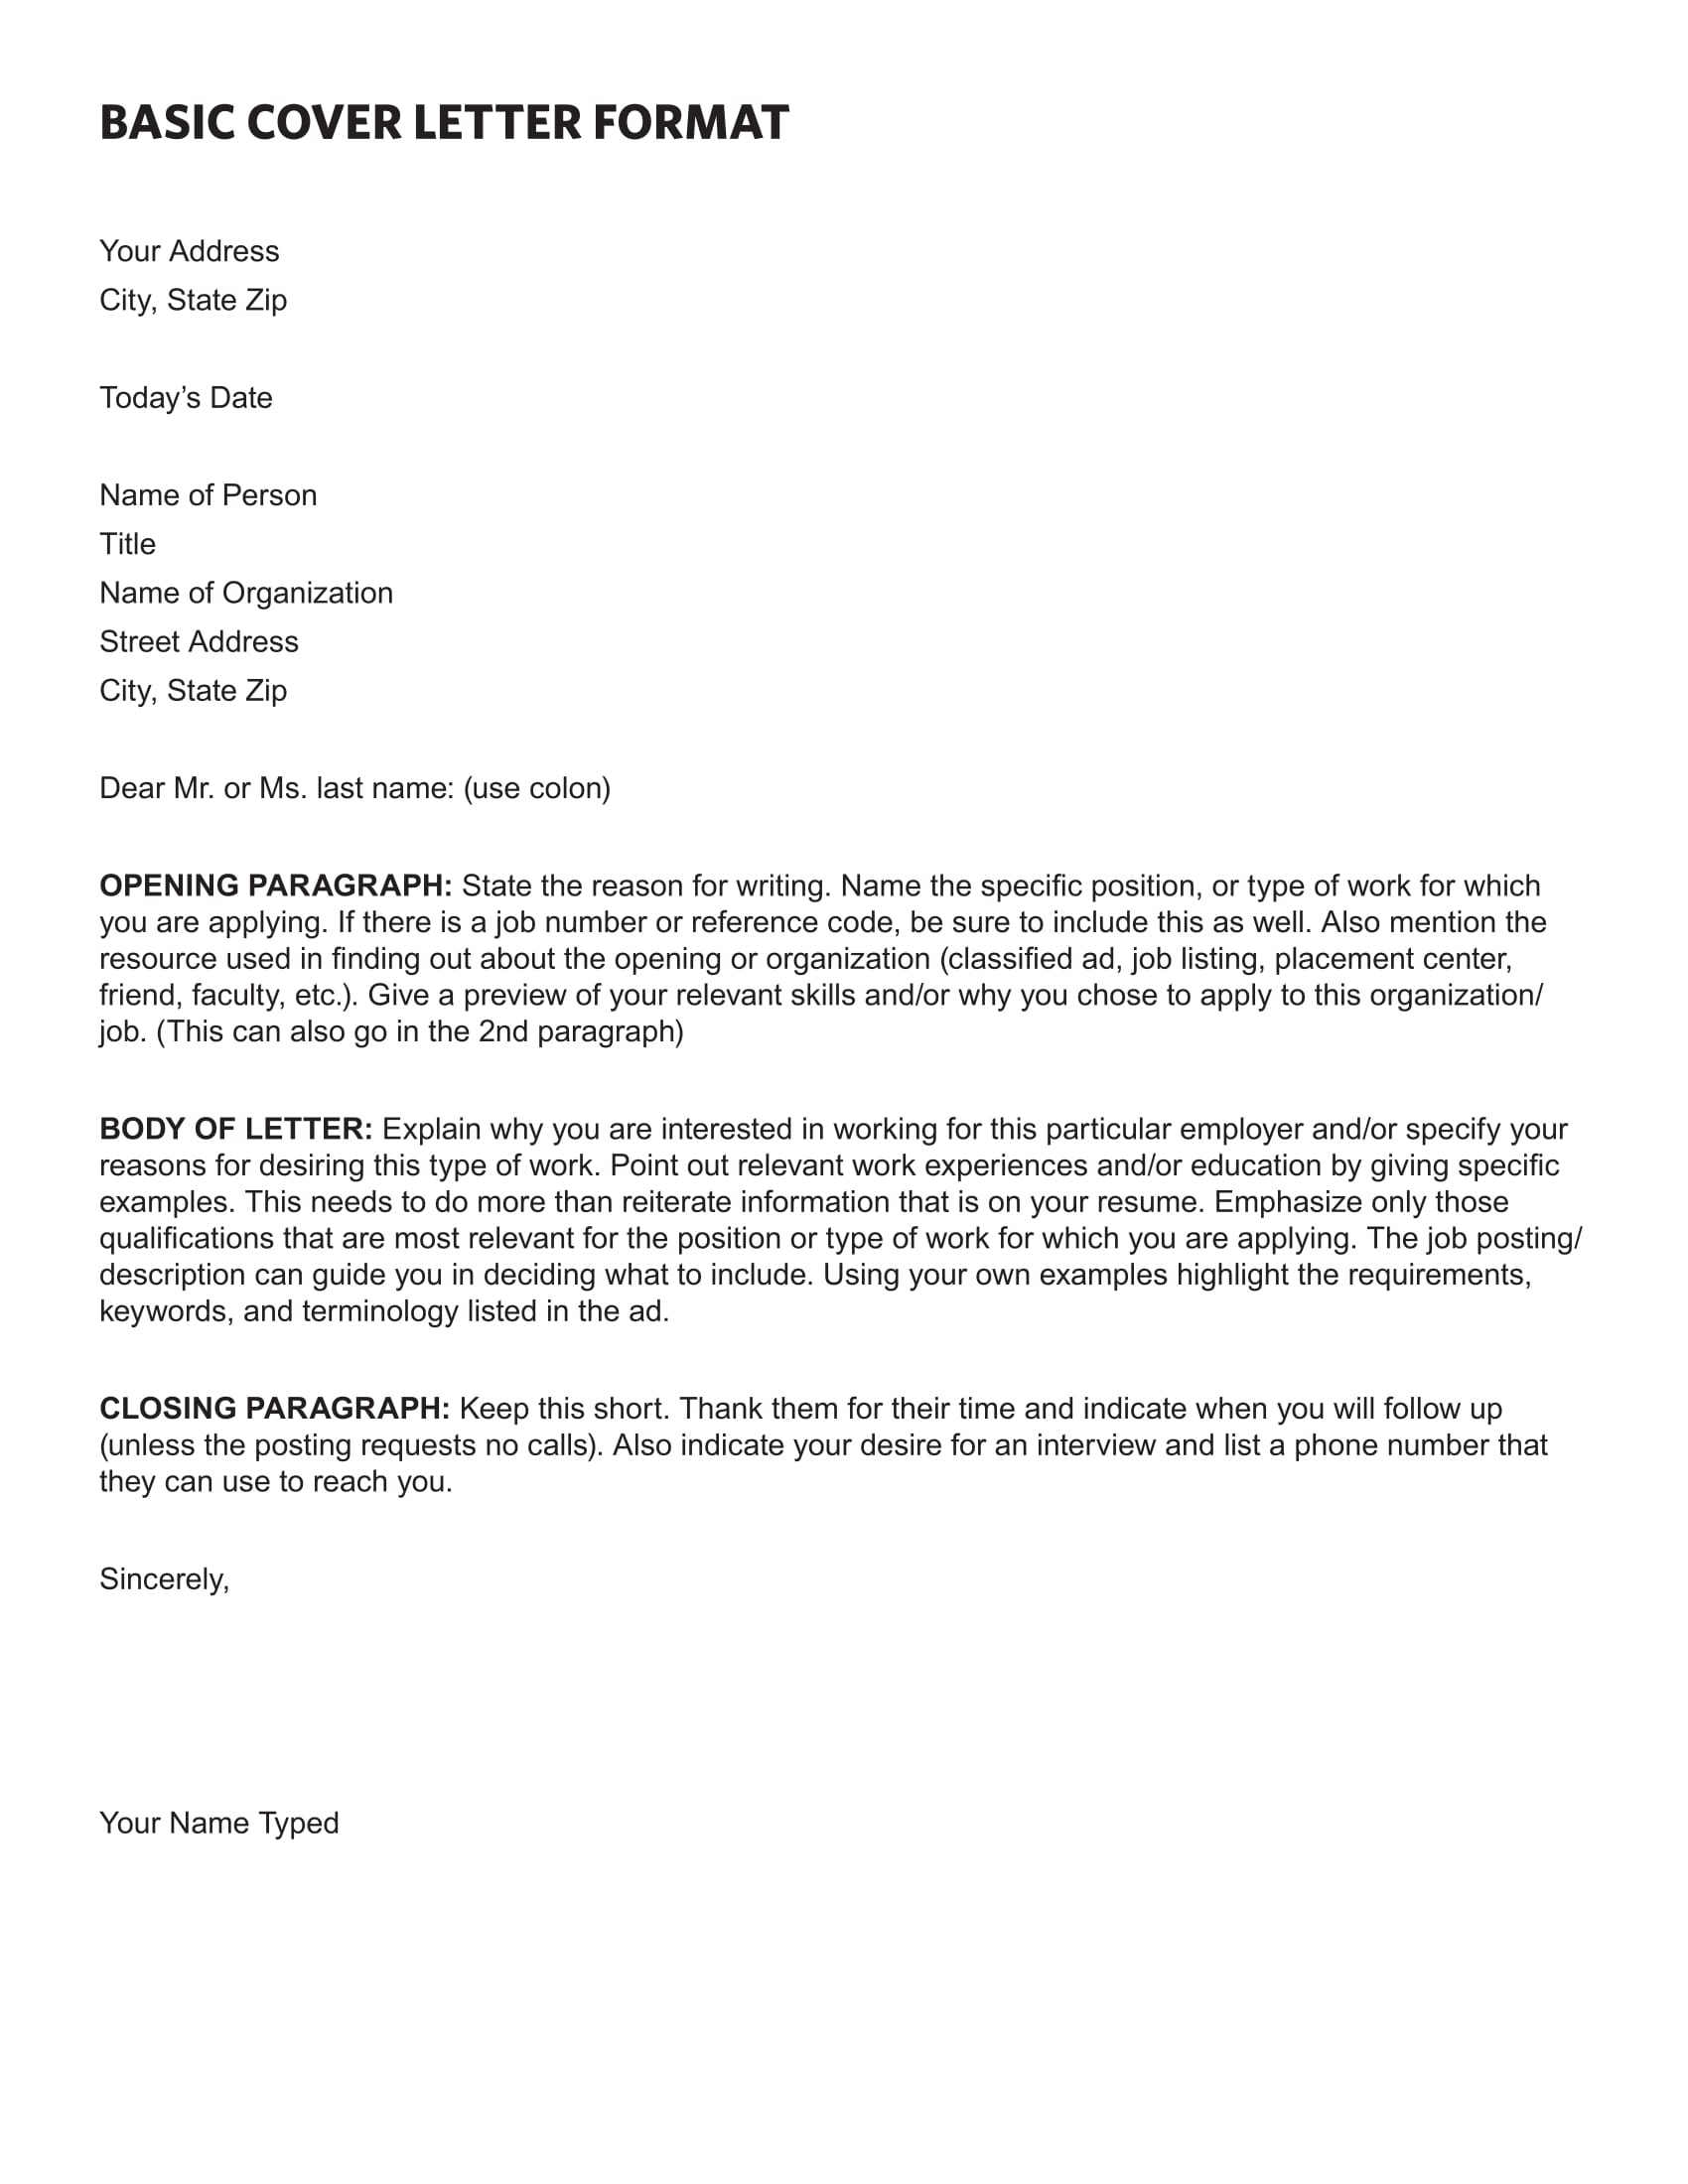 BASIC COVER LETTER FORMAT
Your Address
City, State Zip
Today’s Date
Name of Person
Title
Name of Organization
Street Address
City, State Zip
Dear Mr. or Ms. last name: (use colon)
OPENING PARAGRAPH: State the reason for writing. Name the specific position, or type of work for which
you are applying. If there is a job number or reference code, be sure to include this as well. Also mention the
resource used in finding out about the opening or organization (classified ad, job listing, placement center,
friend, faculty, etc.). Give a preview of your relevant skills and/or why you chose to apply to this organization/
job. (This can also go in the 2nd paragraph)
BODY OF LETTER: Explain why you are interested in working for this particular employer and/or specify your
reasons for desiring this type of work. Point out relevant work experiences and/or education by giving specific
examples. This needs to do more than reiterate information that is on your resume. Emphasize only those
qualifications that are most relevant for the position or type of work for which you are applying. The job posting/
description can guide you in deciding what to include. Using your own examples highlight the requirements,
keywords, and terminology listed in the ad.
CLOSING PARAGRAPH: Keep this short. Thank them for their time and indicate when you will follow up
(unless the posting requests no calls). Also indicate your desire for an interview and list a phone number that
they can use to reach you.
Sincerely,
Your Name Typed